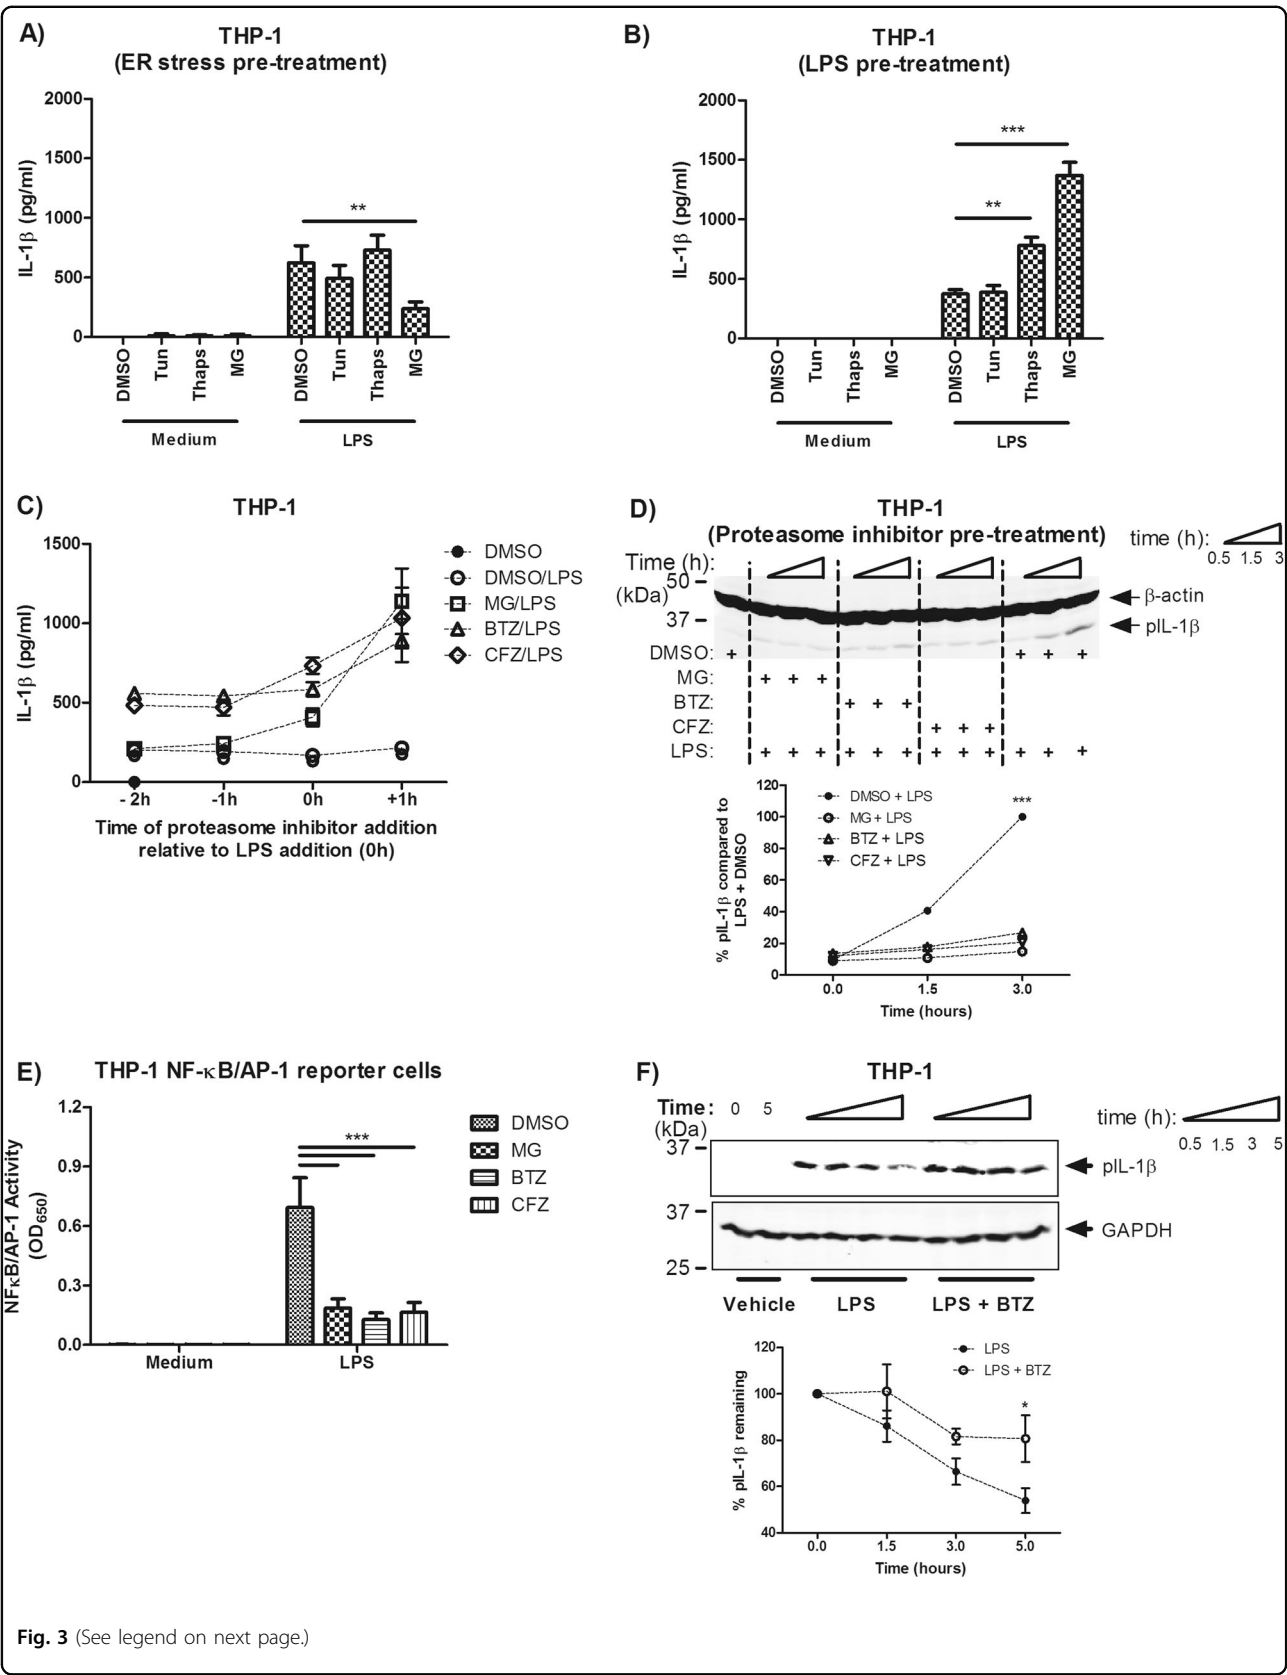 A)
THP-1
(ER stress pre-treatment)
IL-1β (pg/ml)
2000
1500
1000
500
0
**
DMSO
Tun
Thaps
MG
DMSO
Tun
Thaps
MG
Medium
LPS
B)
THP-1
(LPS pre-treatment)
IL-1β (pg/ml)
2000
1500
1000
500
0
***
**
DMSO
Tun
Thaps
MG
DMSO
Tun
Thaps
MG
Medium
LPS
C)
THP-1
IL-1β (pg/ml)
1500
1000
500
0
- 2h
-1h
0h
+1h
Time of proteasome inhibitor addition
relative to LPS addition (0h)
DMSO
DMSO/LPS
MG/LPS
BTZ/LPS
CFZ/LPS
D)
THP-1
(Proteasome inhibitor pre-treatment)
time (h):
0.5 1.5 3
Time (h):
50
(kDa)
37
β-actin
pIL-1β
DMSO: + + + +
MG: + + +
BTZ: + + +
CFZ: + + +
LPS: + + + + + + + + + + + +
% pIL-1β compared to
LPS + DMSO
120
100
80
60
40
20
0
DMSO + LPS
MG + LPS
BTZ + LPS
CFZ + LPS
***
0.0
1.5
3.0
Time (hours)
E)
THP-1 NF-κB/AP-1 reporter cells
NFκB/AP-1 Activity
(OD650)
1.2
0.9
0.6
0.3
0.0
***
Medium
LPS
DMSO
MG
BTZ
CFZ
F)
THP-1
Time: 0 5
(kDa)
time (h):
0.5 1.5 3 5
37
pIL-1β
37
GAPDH
25
Vehicle
LPS
LPS + BTZ
% pIL-1β remaining
120
100
80
60
40
LPS
LPS + BTZ
*
0.0
1.5
3.0
5.0
Time (hours)
Fig. 3 (See legend on next page.)